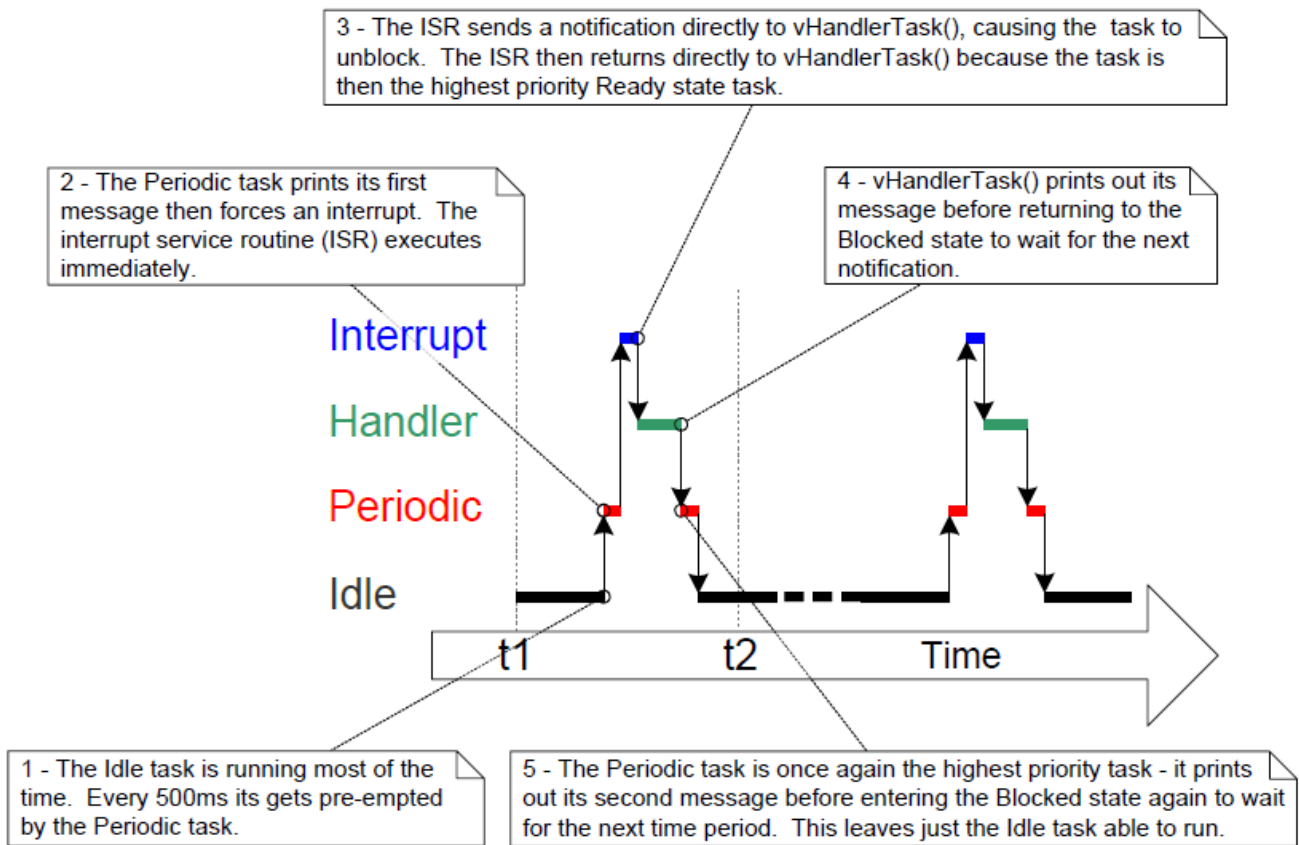 3 - The ISR sends a notification directly to vHandlerTask(), causing the task to
unblock. The ISR then returns directly to vHandlerTask() because the task is
then the highest priority Ready state task.
2 - The Periodic task prints its first
message then forces an interrupt. The
interrupt service routine (ISR) executes
immediately.
4 - vHandlerTask() prints out its
message before returning to the
Blocked state to wait for the next
notification.
Interrupt
Handler
Periodic
Idle
t1
t2
Time
1 - The Idle task is running most of the
time. Every 500ms its gets pre-empted
by the Periodic task.
5 - The Periodic task is once again the highest priority task - it prints
out its second message before entering the Blocked state again to wait
for the next time period. This leaves just the Idle task able to run.